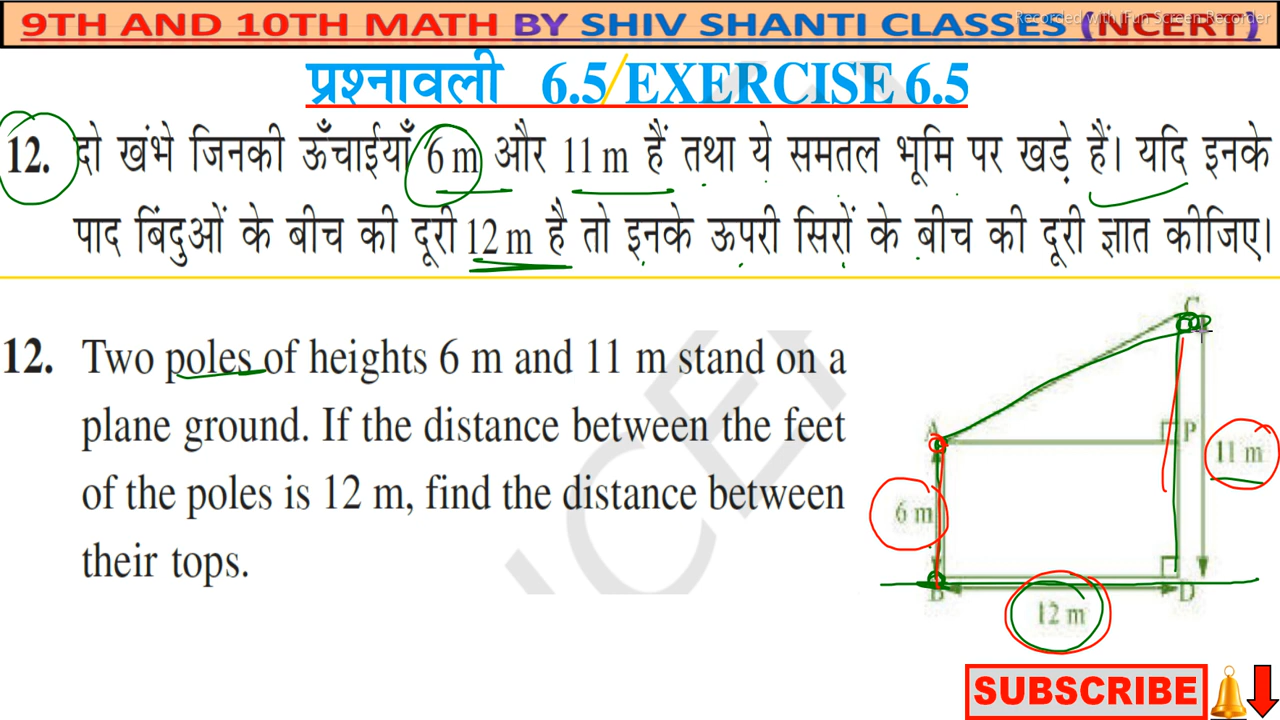 Recorded with iFun Screen Recorder
9TH AND 10TH MATH BY SHIV SHANTI CLASSES (NCERT)
प्रश्नावली 6.5/EXERCISE 6.5
12. दो खंभे जिनकी ऊँचाईयाँ 6 m और 11 m हैं तथा ये समतल भूमि पर खड़े हैं। यदि इनके
पाद बिंदुओं के बीच की दूरी 12 m है तो इनके ऊपरी सिरों के बीच की दूरी ज्ञात कीजिए।
12. Two poles of heights 6 m and 11 m stand on a
plane ground. If the distance between the feet
of the poles is 12 m, find the distance between
their tops.
C
A
P
11 m
6 m
B
D
12 m
SUBSCRIBE